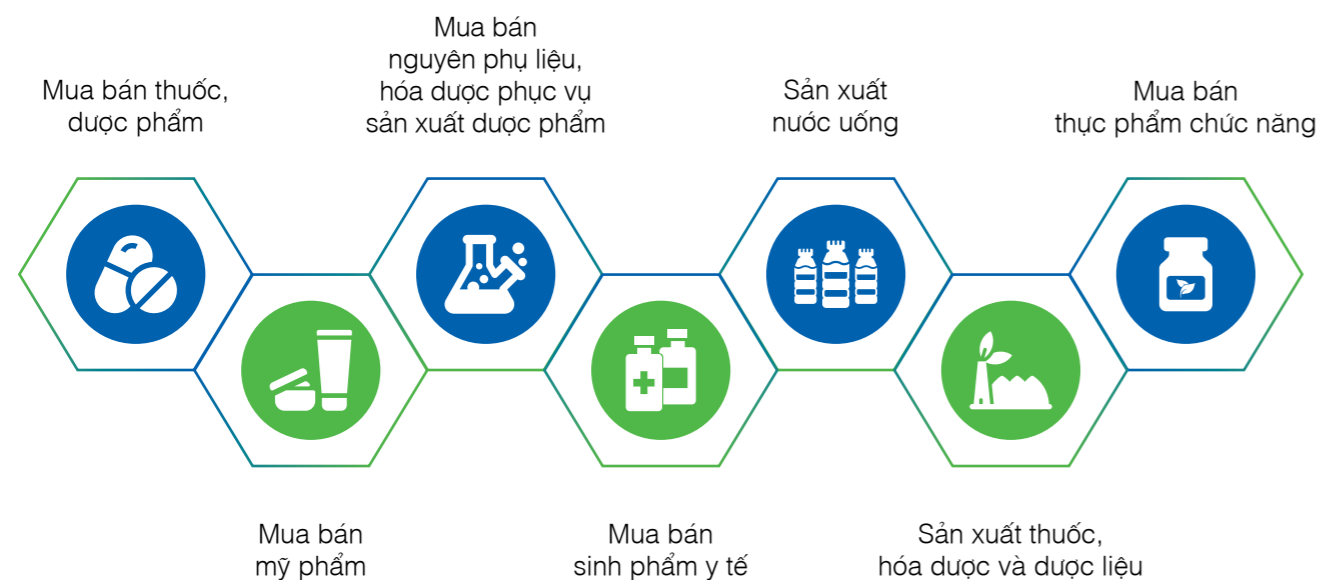 Mua bán thuốc,
dược phẩm
Mua bán
nguyên phụ liệu,
hóa dược phục vụ
sản xuất dược phẩm
Sản xuất
nước uống
Mua bán
thực phẩm chức năng
Mua bán
mỹ phẩm
Mua bán
sinh phẩm y tế
Sản xuất thuốc,
hóa dược và dược liệu